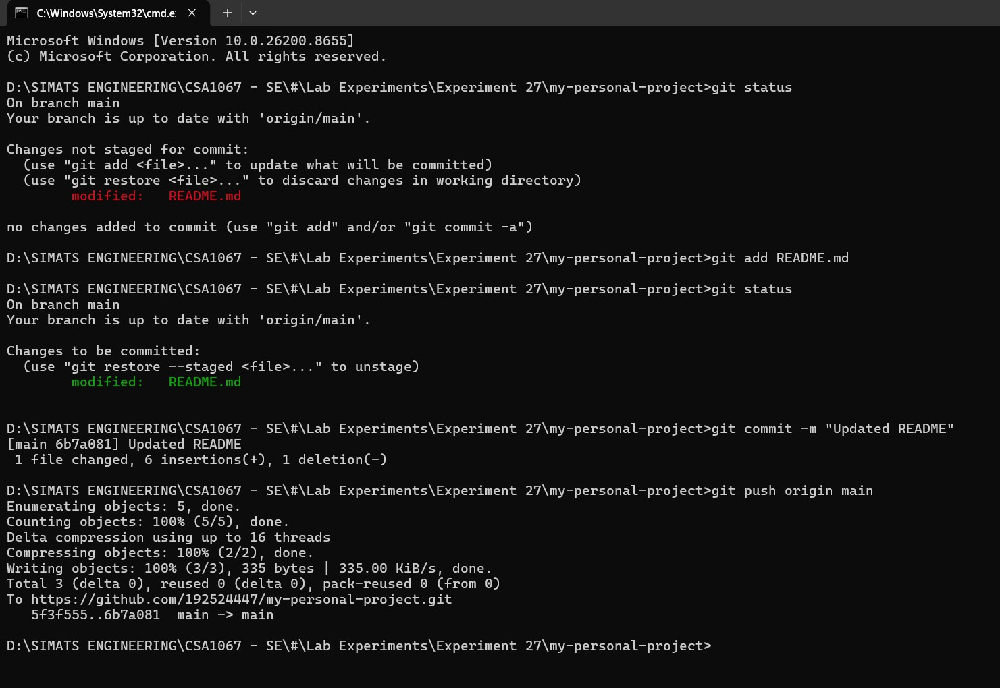 C:\Windows\System32\cmd.e
Microsoft Windows [Version 10.0.26200.8655]
(c) Microsoft Corporation. All rights reserved.
D:\SIMATS ENGINEERING\CSA1067 - SE\#\Lab Experiments\Experiment 27\my-personal-project>git status
On branch main
Your branch is up to date with 'origin/main'.
Changes not staged for commit:
  (use "git add <file>..." to update what will be committed)
  (use "git restore <file>..." to discard changes in working directory)
        modified:   README.md
no changes added to commit (use "git add" and/or "git commit -a")
D:\SIMATS ENGINEERING\CSA1067 - SE\#\Lab Experiments\Experiment 27\my-personal-project>git add README.md
D:\SIMATS ENGINEERING\CSA1067 - SE\#\Lab Experiments\Experiment 27\my-personal-project>git status
On branch main
Your branch is up to date with 'origin/main'.
Changes to be committed:
  (use "git restore --staged <file>..." to unstage)
        modified:   README.md
D:\SIMATS ENGINEERING\CSA1067 - SE\#\Lab Experiments\Experiment 27\my-personal-project>git commit -m "Updated README"
[main 6b7a081] Updated README
 1 file changed, 6 insertions(+), 1 deletion(-)
D:\SIMATS ENGINEERING\CSA1067 - SE\#\Lab Experiments\Experiment 27\my-personal-project>git push origin main
Enumerating objects: 5, done.
Counting objects: 100% (5/5), done.
Delta compression using up to 16 threads
Compressing objects: 100% (2/2), done.
Writing objects: 100% (3/3), 335 bytes | 335.00 KiB/s, done.
Total 3 (delta 0), reused 0 (delta 0), pack-reused 0 (from 0)
To https://github.com/192524447/my-personal-project.git
   5f3f555..6b7a081  main -> main
D:\SIMATS ENGINEERING\CSA1067 - SE\#\Lab Experiments\Experiment 27\my-personal-project>